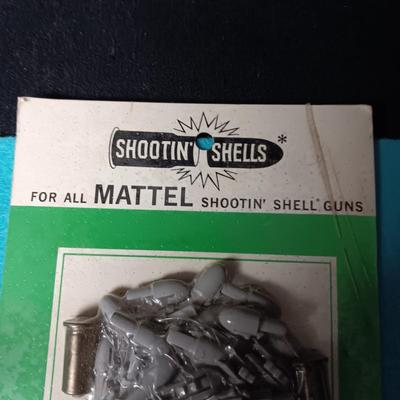 SHOOTIN' SHELLS *
FOR ALL MATTEL SHOOTIN' SHELL® GUNS